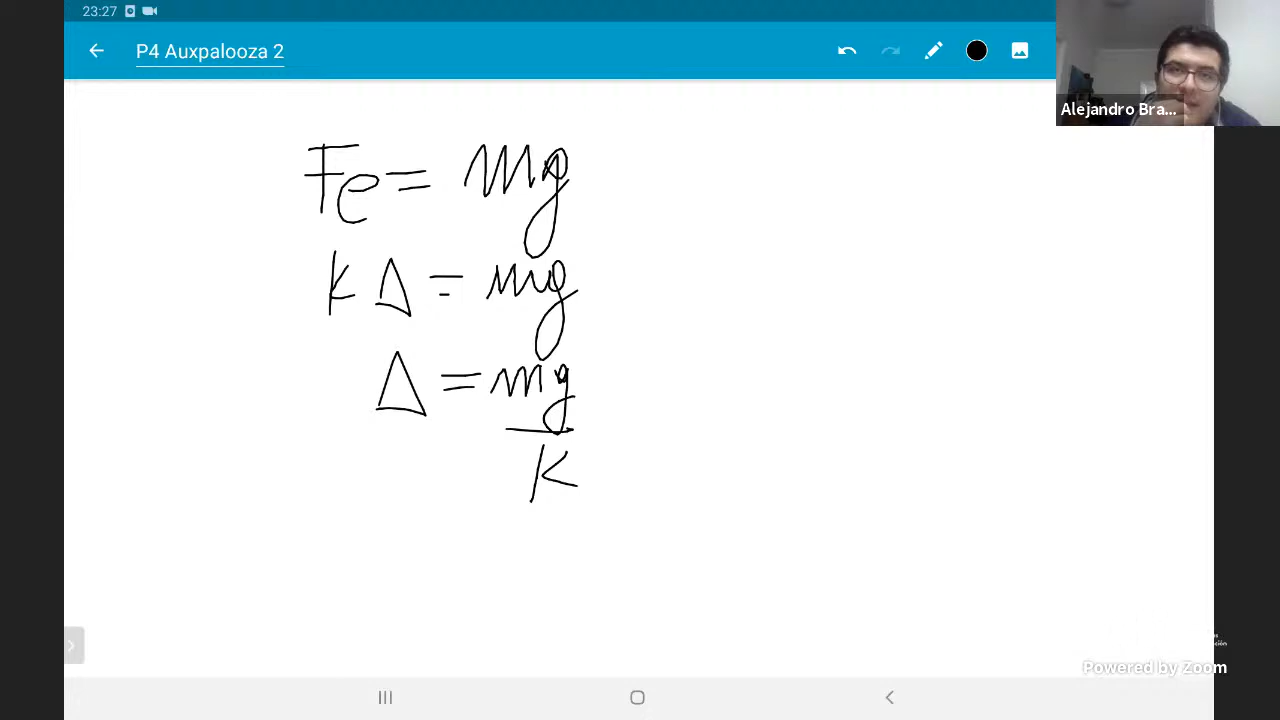 23:27
P4 Auxpalooza 2
Alejandro Bra...
Fe = mg
k Δ = mg
Δ = mg
k
Powered by Zoom